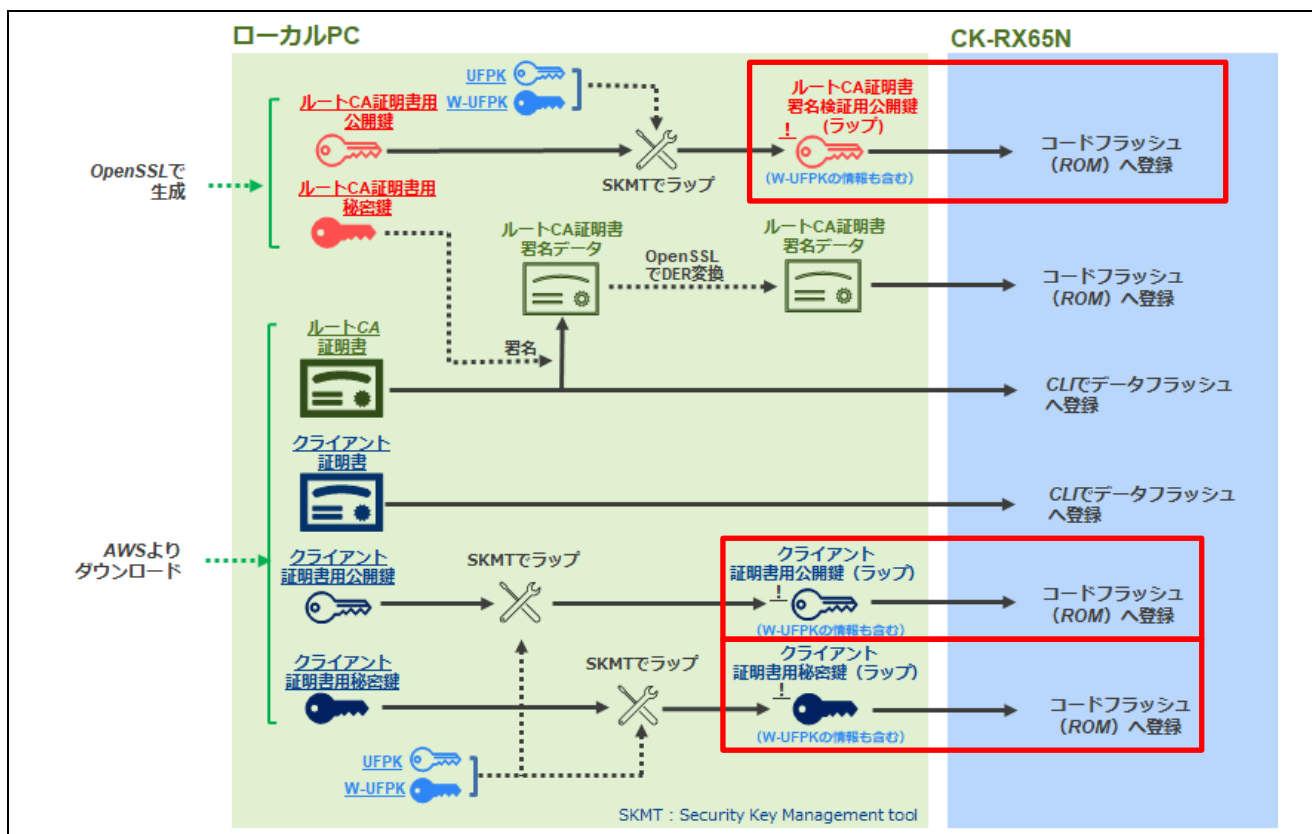 ローカルPC
CK-RX65N
UFPK
W-UFPK
ルートCA証明書用
公開鍵
SKMTでラップ
ルートCA証明書
署名検証用公開鍵
(ラップ)
!
(W-UFPKの情報も含む)
コードフラッシュ
(ROM)へ登録
OpenSSLで
生成
ルートCA証明書用
秘密鍵
ルートCA証明書
署名データ
OpenSSL
でDER変換
ルートCA証明書
署名データ
コードフラッシュ
(ROM)へ登録
ルートCA
証明書
署名
CLIでデータフラッシュ
へ登録
クライアント
証明書
CLIでデータフラッシュ
へ登録
AWSより
ダウンロード
クライアント
証明書用公開鍵
SKMTでラップ
クライアント
証明書用公開鍵(ラップ)
!
(W-UFPKの情報も含む)
コードフラッシュ
(ROM)へ登録
クライアント
証明書用秘密鍵
SKMTでラップ
クライアント
証明書用秘密鍵(ラップ)
!
(W-UFPKの情報も含む)
コードフラッシュ
(ROM)へ登録
UFPK
W-UFPK
SKMT:Security Key Management tool